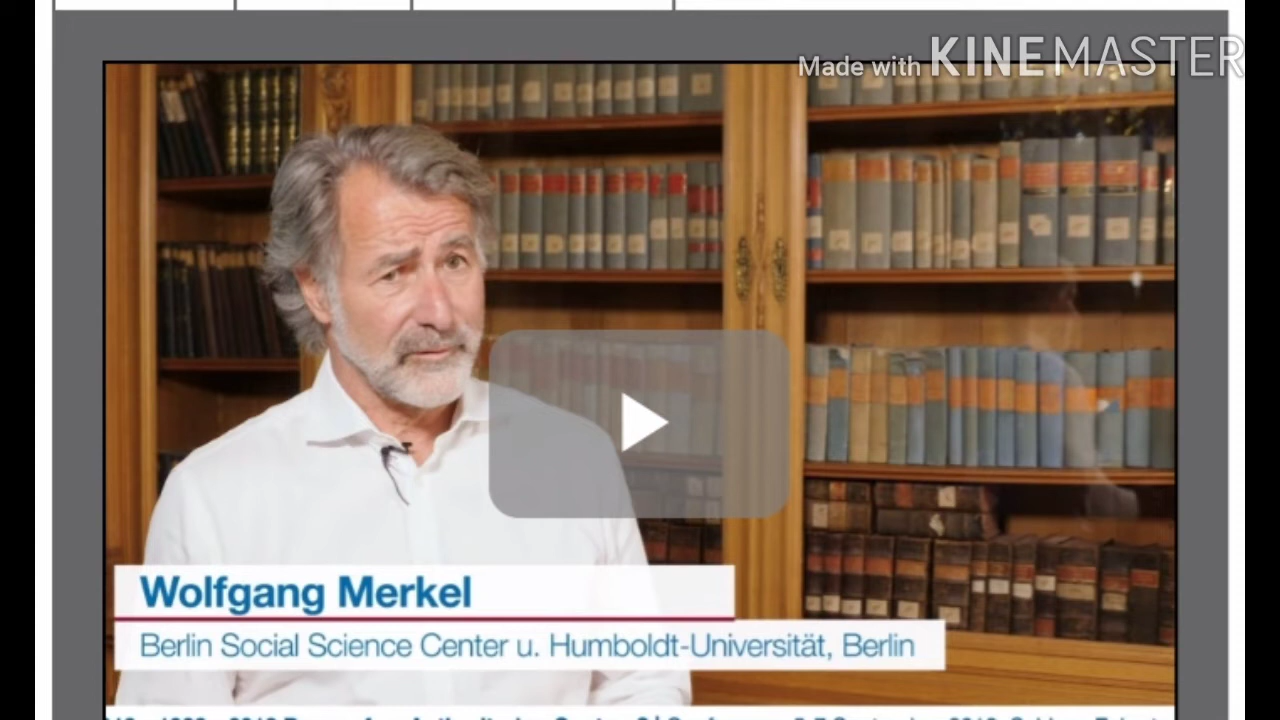 Made with KINEMASTER
Wolfgang Merkel
Berlin Social Science Center u. Humboldt-Universität, Berlin